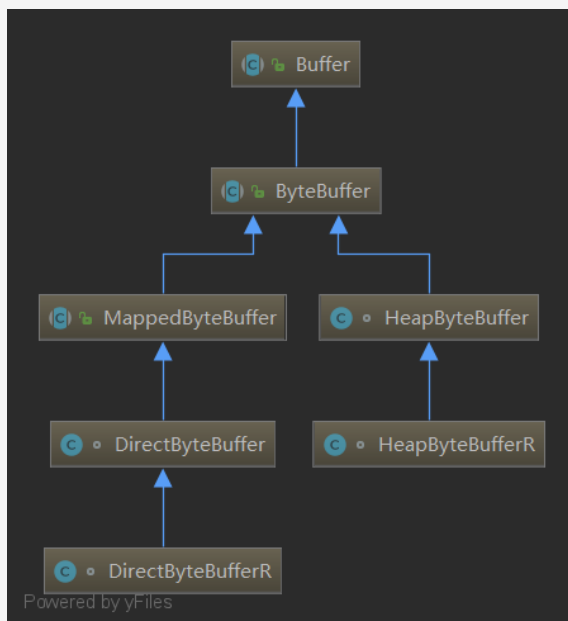 Buffer
ByteBuffer
MappedByteBuffer
HeapByteBuffer
DirectByteBuffer
HeapByteBufferR
DirectByteBufferR
Powered by yFiles